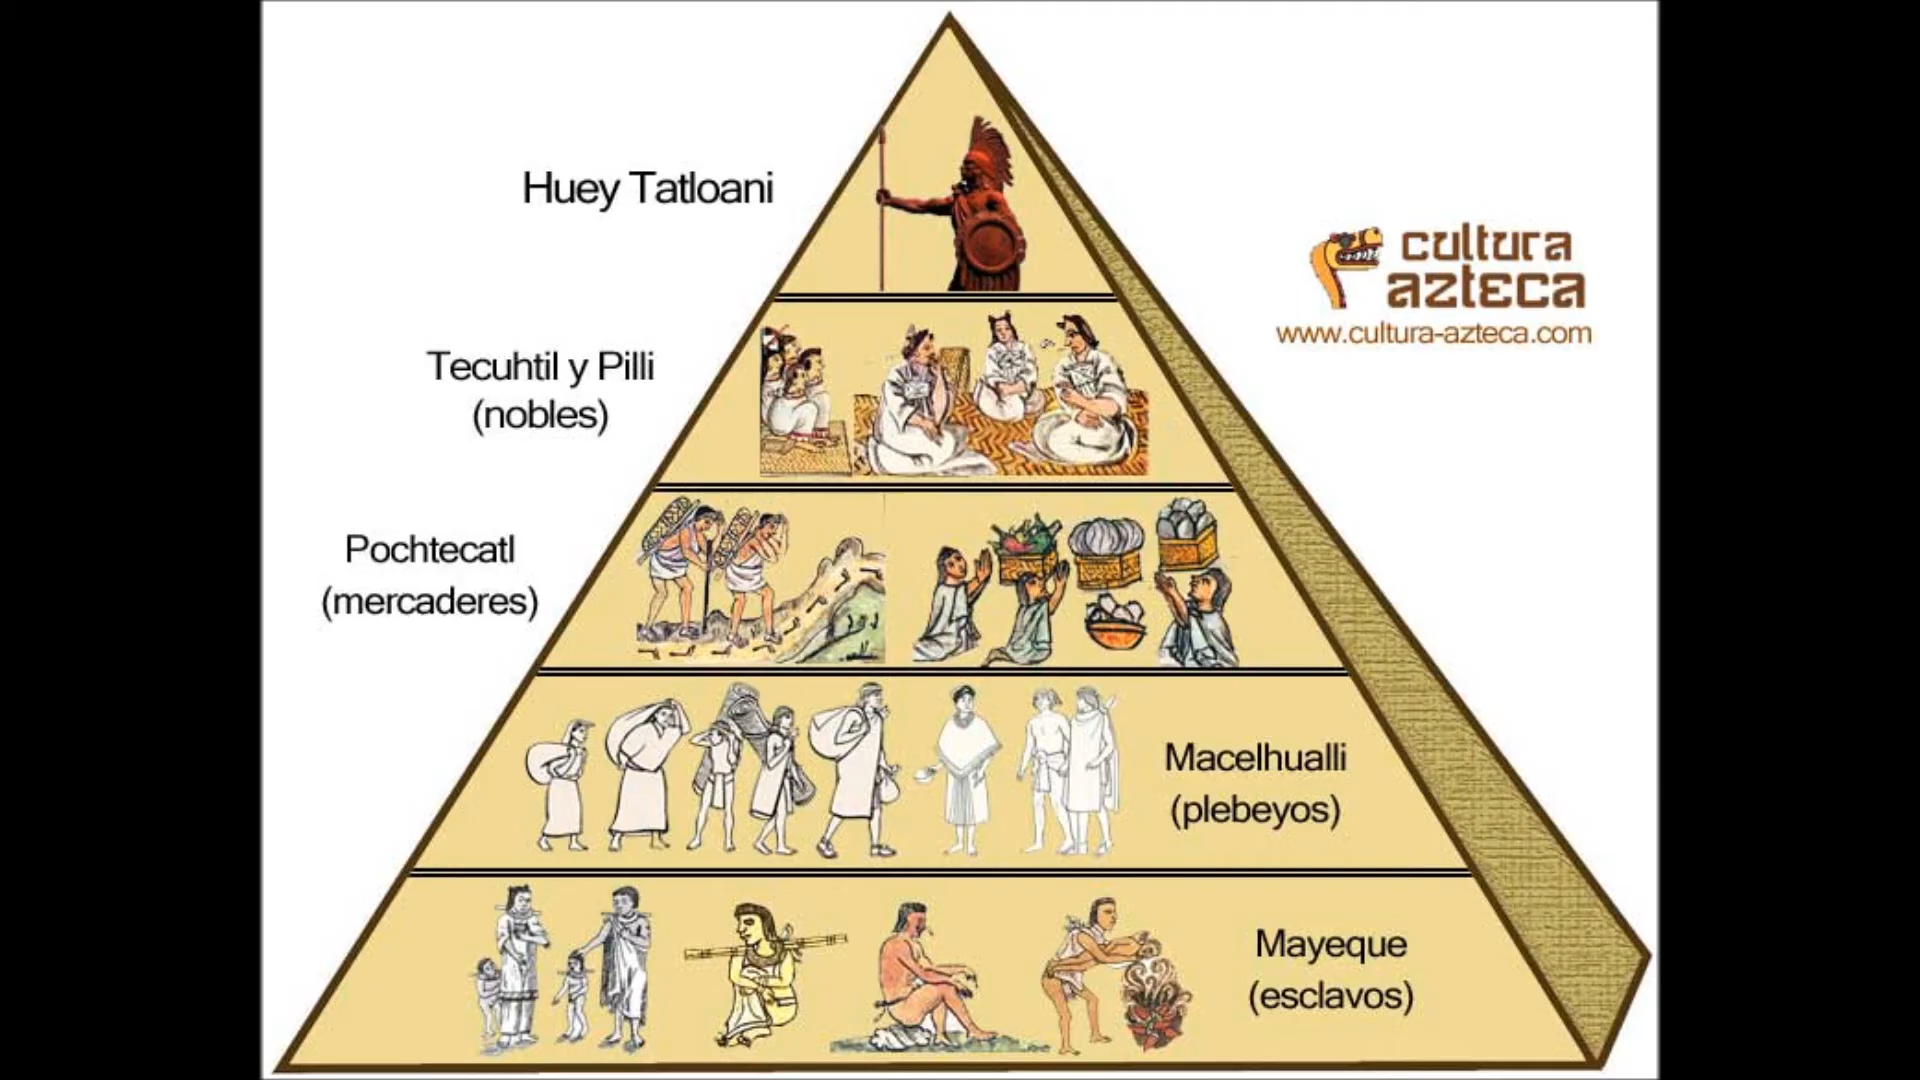 Huey Tatloani
cultura
azteca
www.cultura-azteca.com
Tecuhtil y Pilli
(nobles)
Pochtecatl
(mercaderes)
Macelhualli
(plebeyos)
Mayeque
(esclavos)